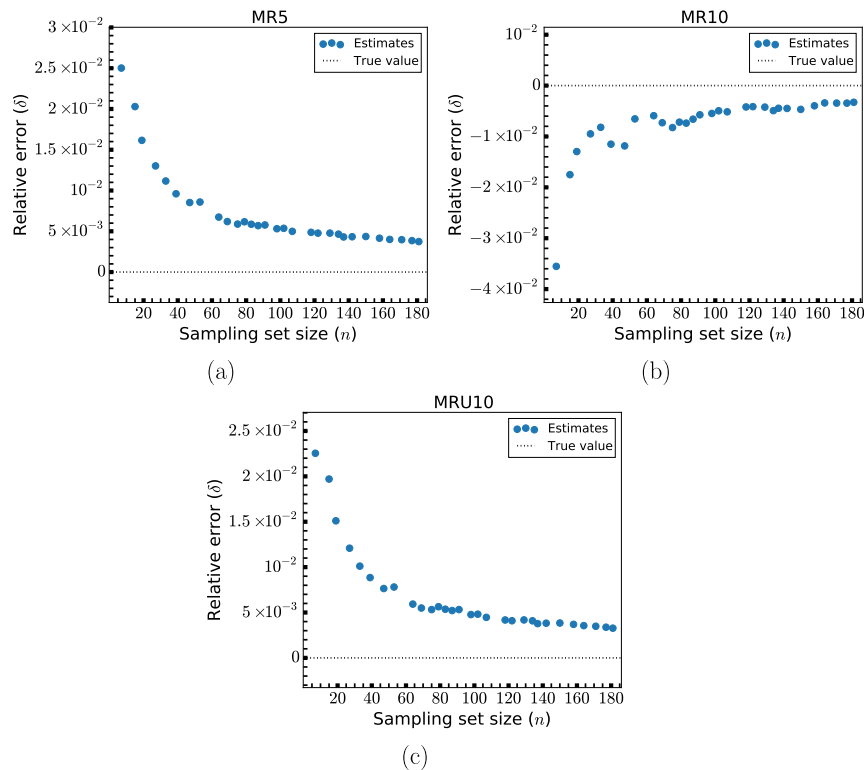 MR5
3 ×10⁻²
2.5 ×10⁻²
2 ×10⁻²
1.5 ×10⁻²
10⁻²
5 ×10⁻³
0
Relative error (δ)
Estimates
True value
20 40 60 80 100 120 140 160 180
Sampling set size (n)
(a)
MR10
10⁻²
0
−1 ×10⁻²
−2 ×10⁻²
−3 ×10⁻²
−4 ×10⁻²
Relative error (δ)
Estimates
True value
20 40 60 80 100 120 140 160 180
Sampling set size (n)
(b)
MRU10
2.5 ×10⁻²
2 ×10⁻²
1.5 ×10⁻²
10⁻²
5 ×10⁻³
0
Relative error (δ)
Estimates
True value
20 40 60 80 100 120 140 160 180
Sampling set size (n)
(c)